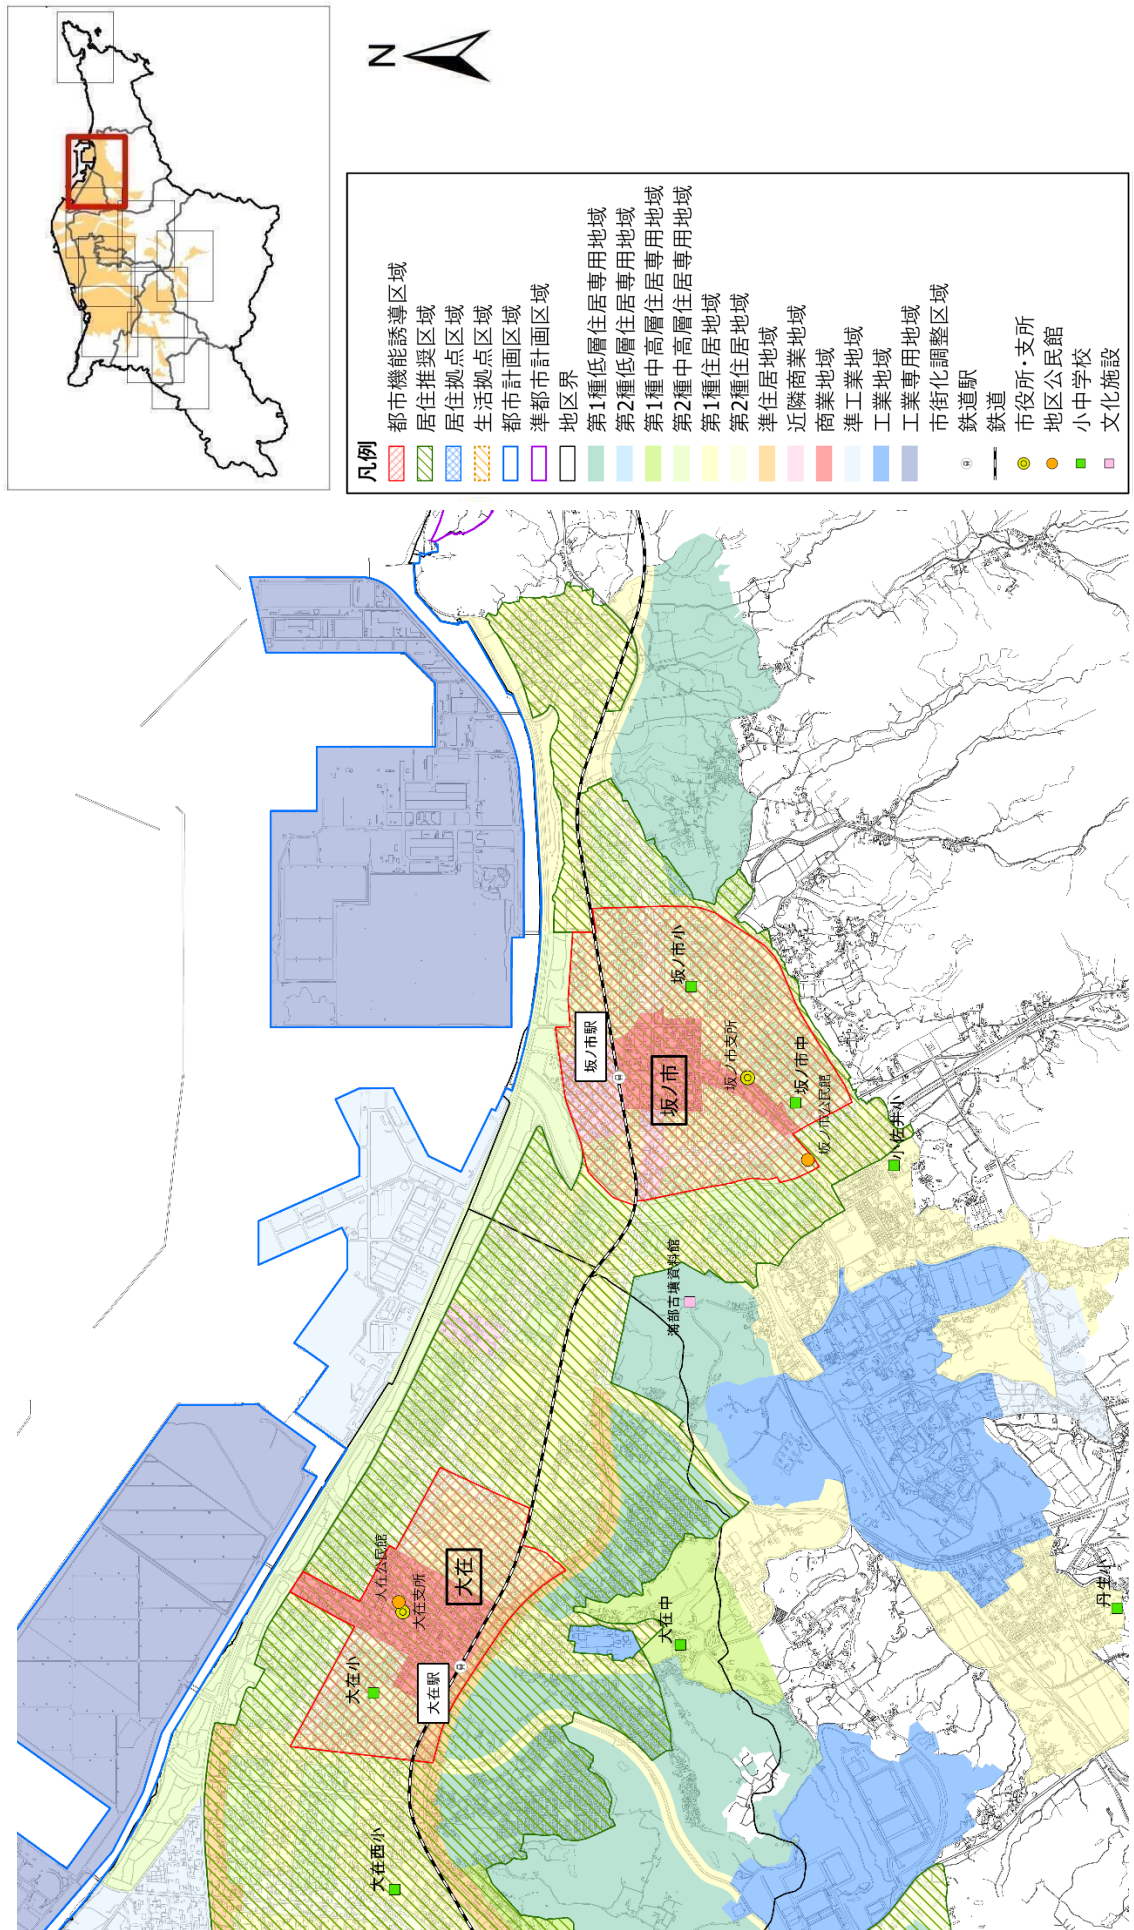 N
凡例
都市機能誘導区域
居住推奨区域
居住拠点区域
生活拠点区域
都市計画区域
準都市計画区域
地区界
第1種低層住居専用地域
第2種低層住居専用地域
第1種中高層住居専用地域
第2種中高層住居専用地域
第1種住居地域
第2種住居地域
準住居地域
近隣商業地域
商業地域
準工業地域
工業地域
工業専用地域
市街化調整区域
鉄道駅
鉄道
市役所・支所
地区公民館
小中学校
文化施設
大在公民館
大在支所
大在
大在小
大在駅
大在西小
大在中
坂ノ市駅
坂ノ市
坂ノ市小
坂ノ市支所
坂ノ市中
坂ノ市公民館
小佐井小
海部古墳資料館
丹生小